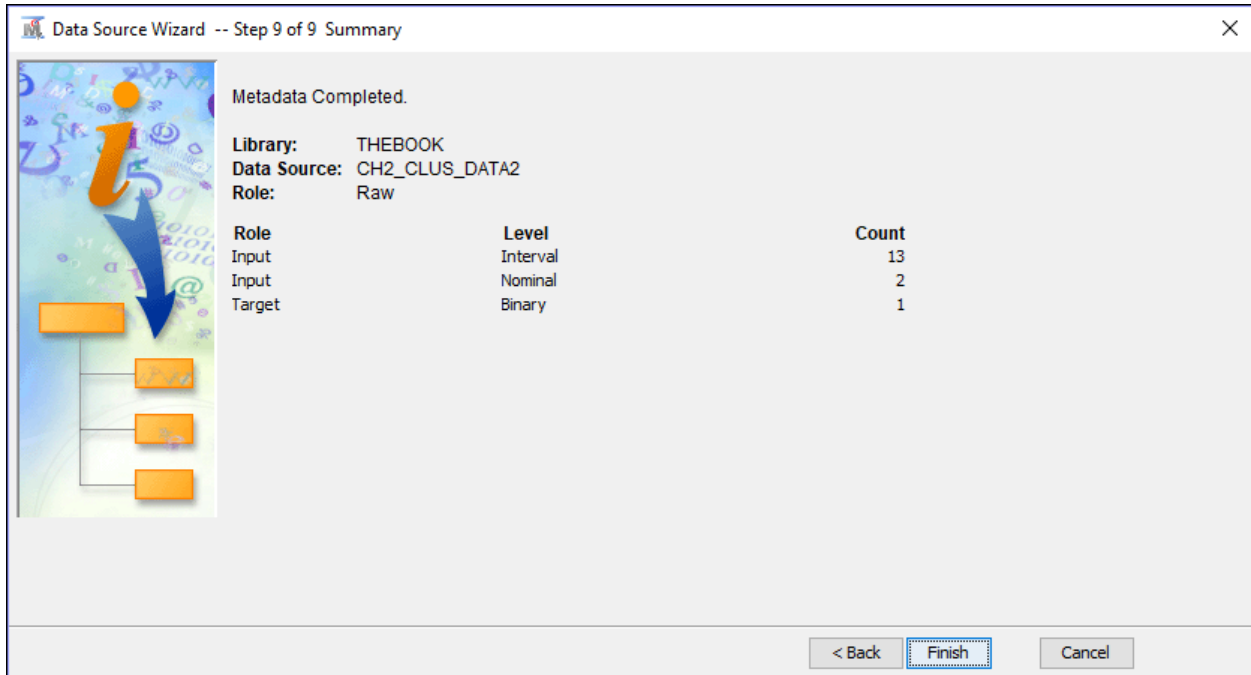 Data Source Wizard -- Step 9 of 9 Summary
Metadata Completed.
Library: THEBOOK
Data Source: CH2_CLUS_DATA2
Role: Raw
Role Level Count
Input Interval 13
Input Nominal 2
Target Binary 1
< Back Finish Cancel